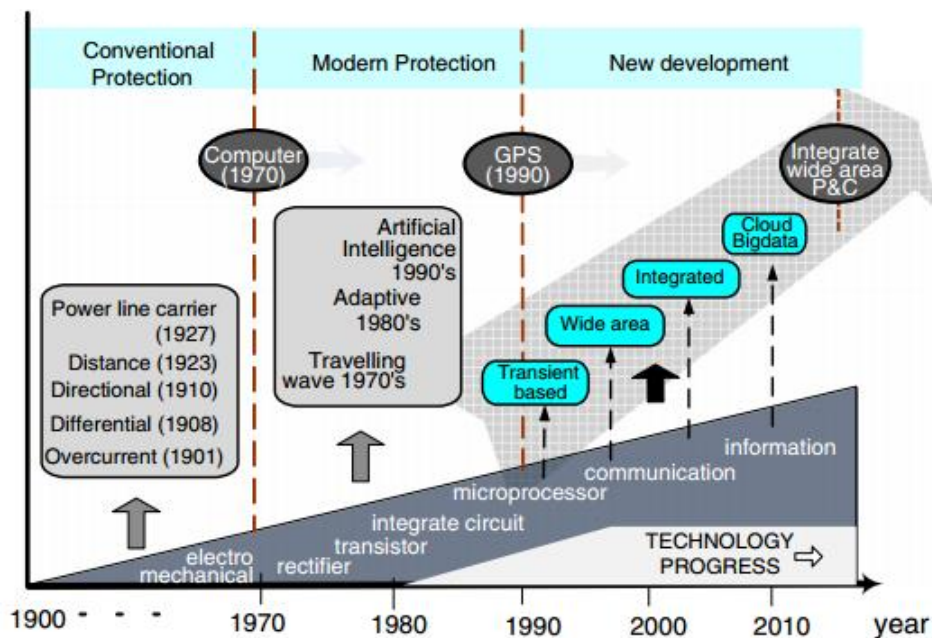 Conventional
Protection
Modern Protection
New development
Computer
(1970)
GPS
(1990)
Integrate
wide area
P&C
Power line carrier
(1927)
Distance (1923)
Directional (1910)
Differential (1908)
Overcurrent (1901)
Artificial
Intelligence
1990's
Adaptive
1980's
Travelling
wave 1970's
Transient
based
Wide area
Integrated
Cloud
Bigdata
electro
mechanical
rectifier
transistor
integrate circuit
microprocessor
communication
information
TECHNOLOGY
PROGRESS
1900 - - - 1970 1980 1990 2000 2010 year